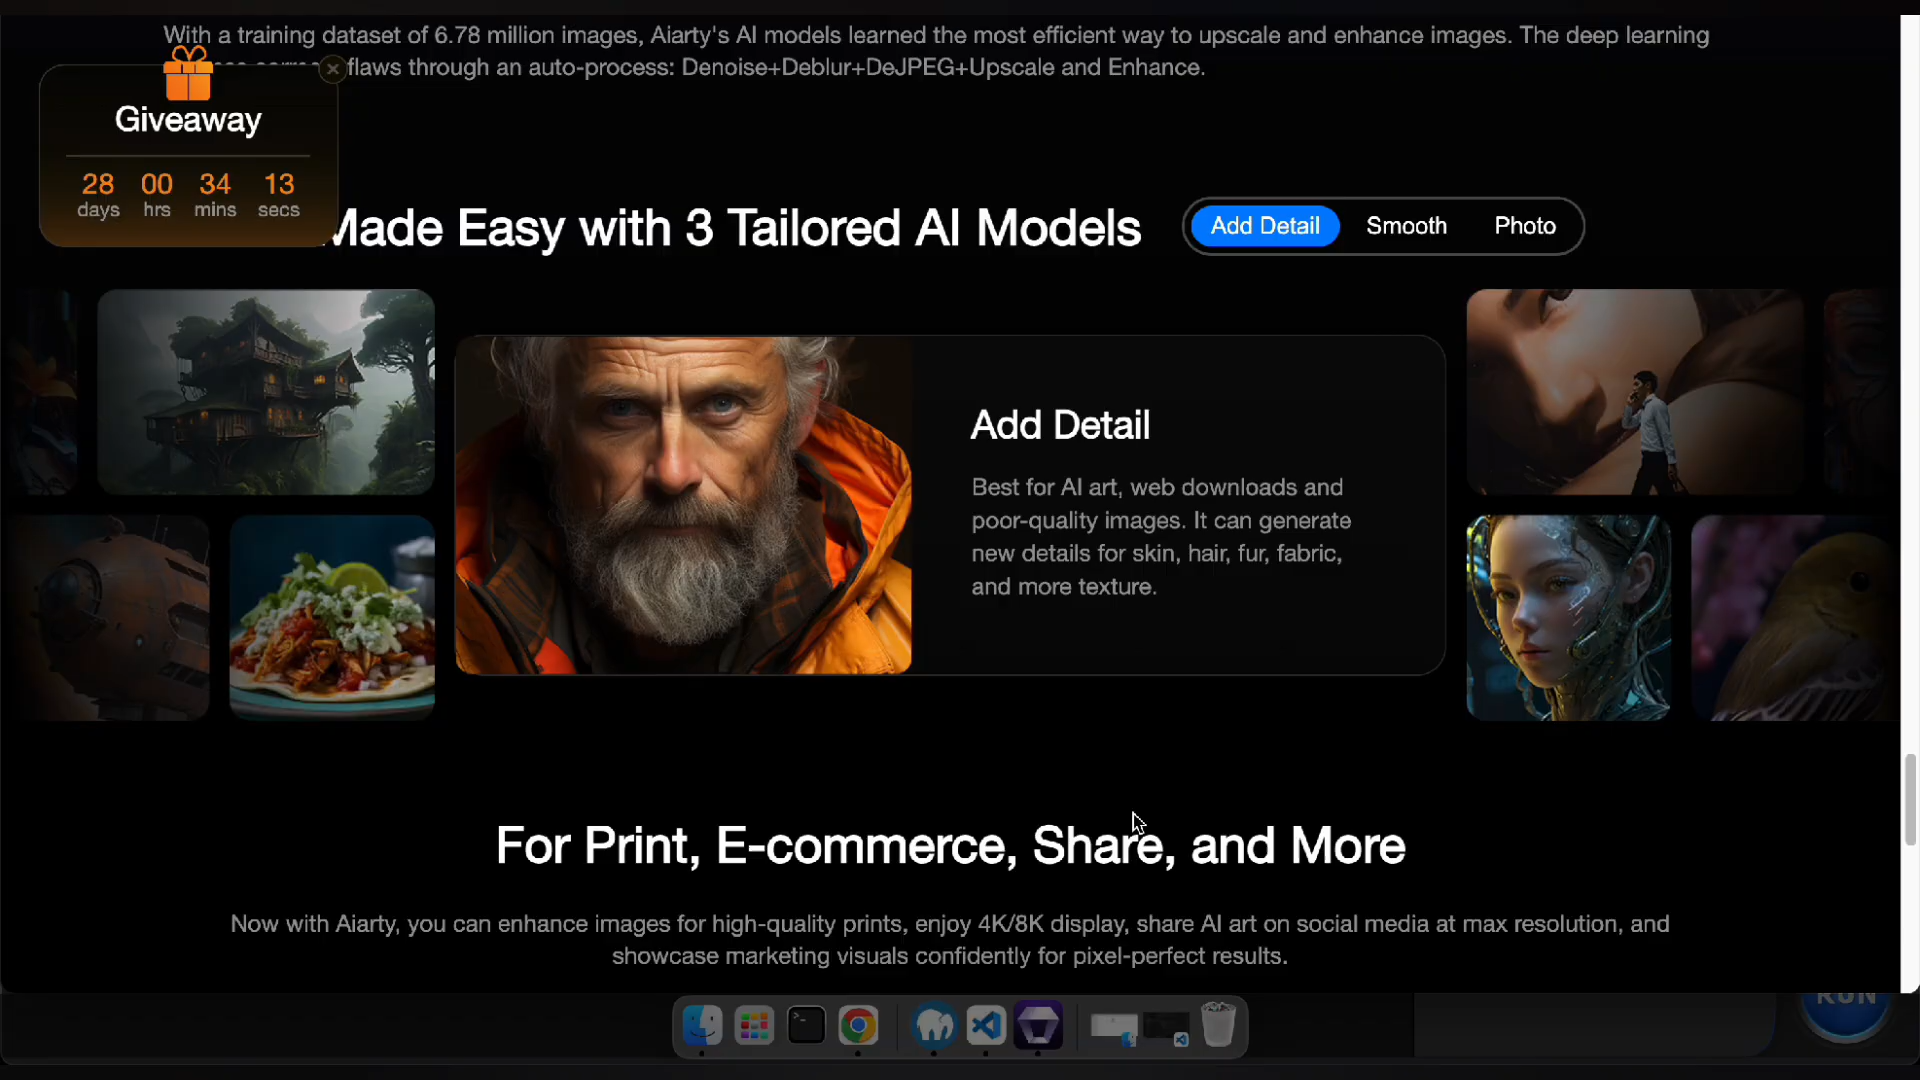 With a training dataset of 6.78 million images, Aiarty's AI models learned the most efficient way to upscale and enhance images. The deep learning
flaws through an auto-process: Denoise+Deblur+DeJPEG+Upscale and Enhance.
Giveaway
28 00 34 13
days hrs mins secs
Made Easy with 3 Tailored AI Models
Add Detail Smooth Photo
Add Detail
Best for AI art, web downloads and
poor-quality images. It can generate
new details for skin, hair, fur, fabric,
and more texture.
For Print, E-commerce, Share, and More
Now with Aiarty, you can enhance images for high-quality prints, enjoy 4K/8K display, share AI art on social media at max resolution, and
showcase marketing visuals confidently for pixel-perfect results.
RUN